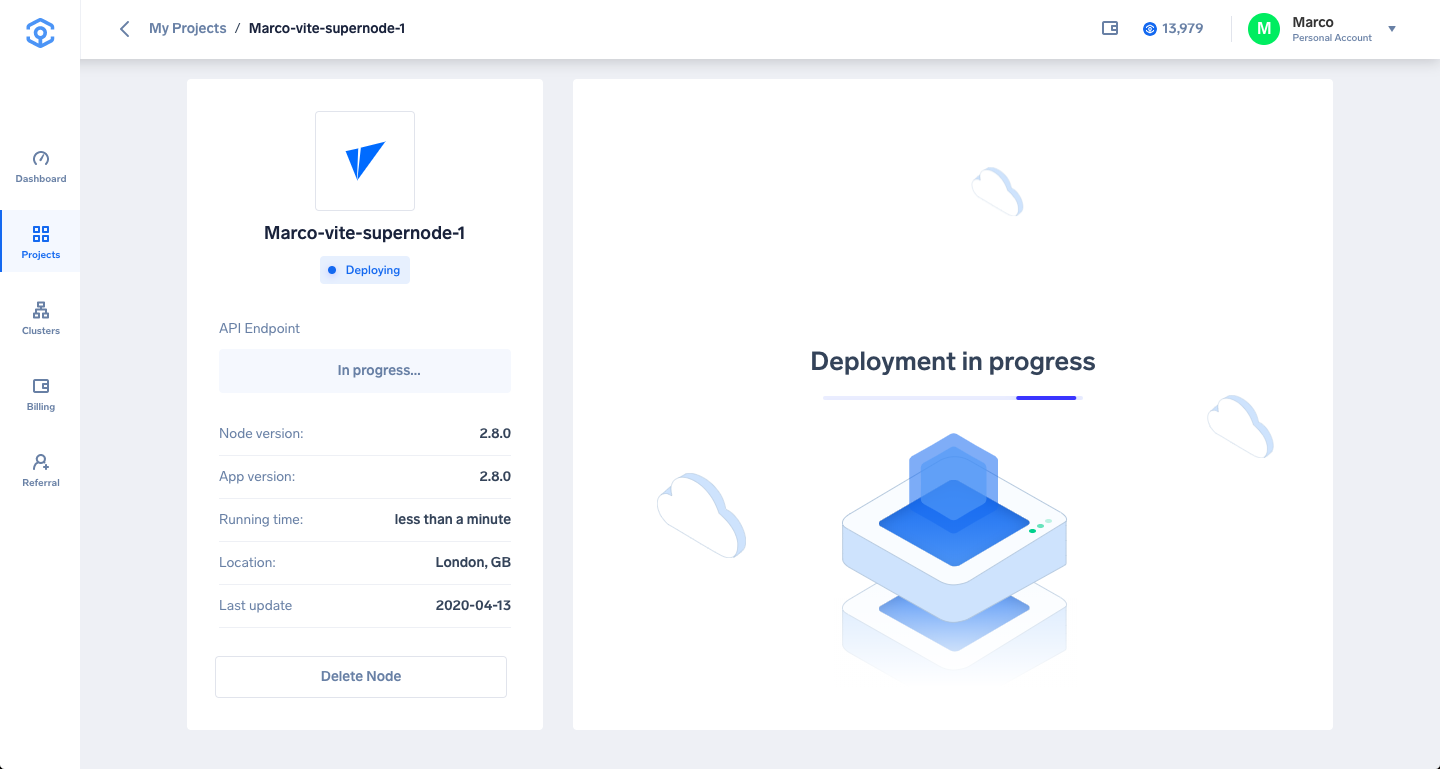 My Projects / Marco-vite-supernode-1
13,979
M
Marco
Personal Account
Dashboard
Projects
Clusters
Billing
Referral
Marco-vite-supernode-1
Deploying
API Endpoint
In progress...
Node version: 2.8.0
App version: 2.8.0
Running time: less than a minute
Location: London, GB
Last update 2020-04-13
Delete Node
Deployment in progress